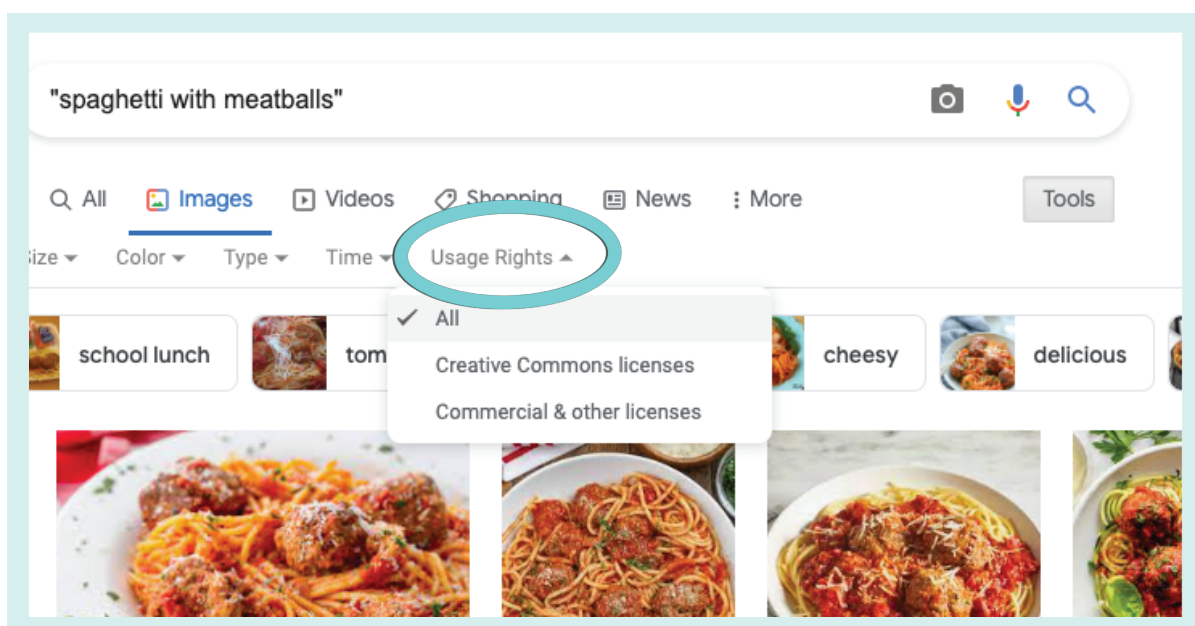 "spaghetti with meatballs"
All Images Videos Shopping News More Tools
Color Type Time Usage Rights
All
Creative Commons licenses
Commercial & other licenses
school lunch tom cheesy delicious